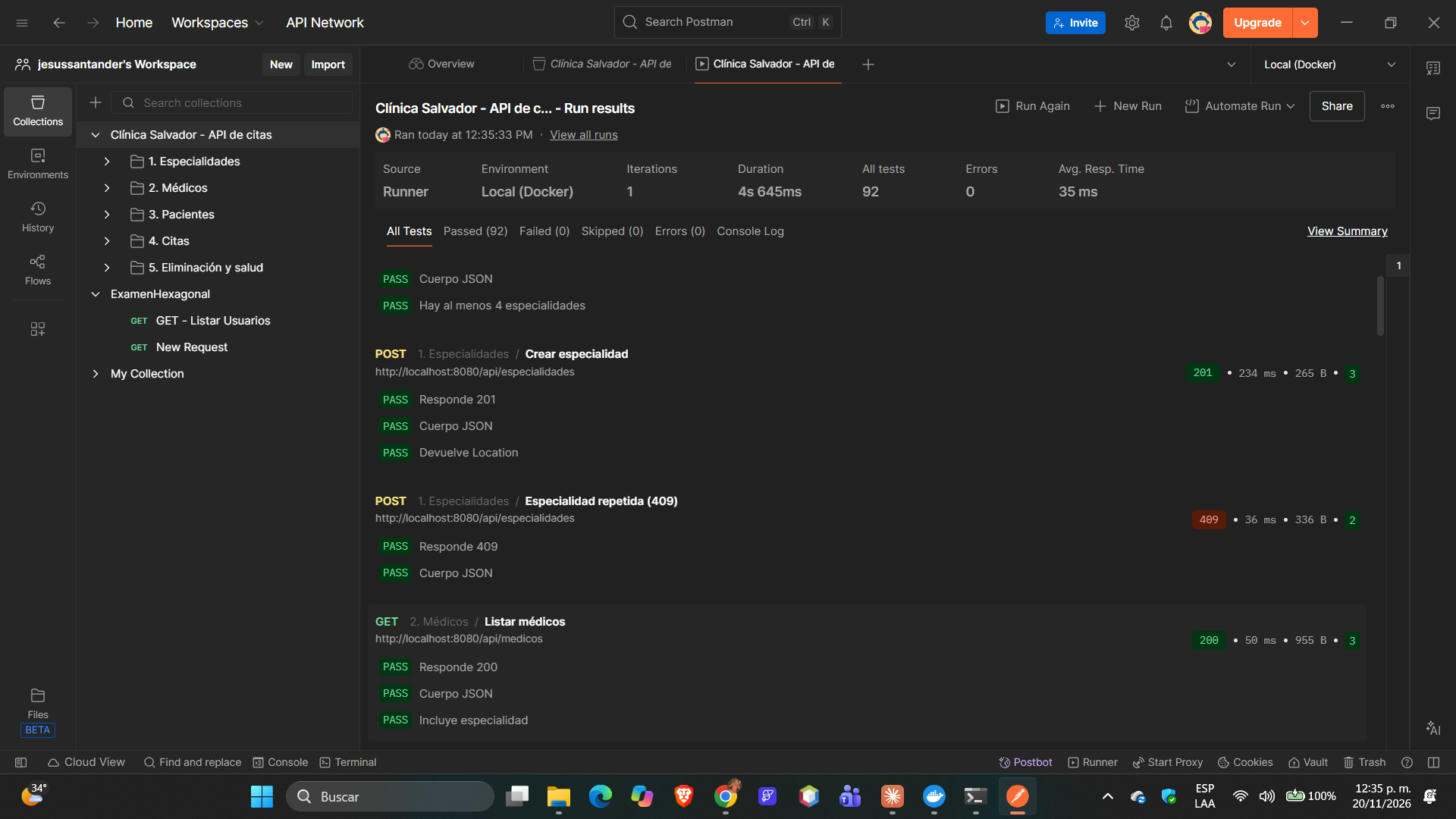 Home
Workspaces
API Network
Search Postman
Ctrl K
Invite
Upgrade
jesussantander's Workspace
New
Import
Overview
Clínica Salvador - API de
Clínica Salvador - API de
Local (Docker)
Collections
Environments
History
Flows
Files
BETA
Search collections
Clínica Salvador - API de citas
1. Especialidades
2. Médicos
3. Pacientes
4. Citas
5. Eliminación y salud
ExamenHexagonal
GET GET - Listar Usuarios
GET New Request
My Collection
Clínica Salvador - API de c... - Run results
Run Again
New Run
Automate Run
Share
Ran today at 12:35:33 PM · View all runs
Source Environment Iterations Duration All tests Errors Avg. Resp. Time
Runner Local (Docker) 1 4s 645ms 92 0 35 ms
All Tests Passed (92) Failed (0) Skipped (0) Errors (0) Console Log
View Summary
1
PASS Cuerpo JSON
PASS Hay al menos 4 especialidades
POST 1. Especialidades / Crear especialidad
http://localhost:8080/api/especialidades
201 • 234 ms • 265 B • 3
PASS Responde 201
PASS Cuerpo JSON
PASS Devuelve Location
POST 1. Especialidades / Especialidad repetida (409)
http://localhost:8080/api/especialidades
409 • 36 ms • 336 B • 2
PASS Responde 409
PASS Cuerpo JSON
GET 2. Médicos / Listar médicos
http://localhost:8080/api/medicos
200 • 50 ms • 955 B • 3
PASS Responde 200
PASS Cuerpo JSON
PASS Incluye especialidad
AI
Cloud View
Find and replace
Console
Terminal
Postbot
Runner
Start Proxy
Cookies
Vault
Trash
34°
Buscar
ESP
LAA
100%
12:35 p. m.
20/11/2026